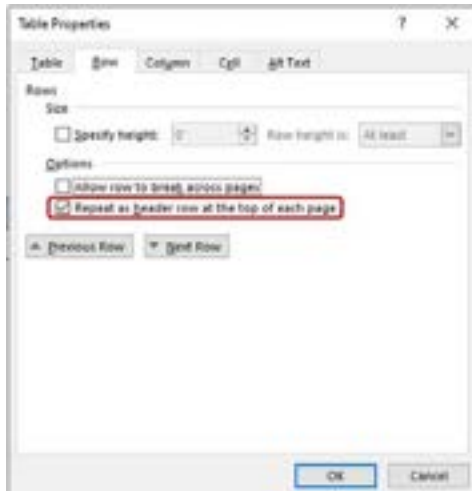 Table Properties ? ×
Table Row Column Cell Alt Text
Rows
Size
Specify height: 0" Row height is: At least
Options
Allow row to break across pages
Repeat as header row at the top of each page
Previous Row Next Row
OK Cancel